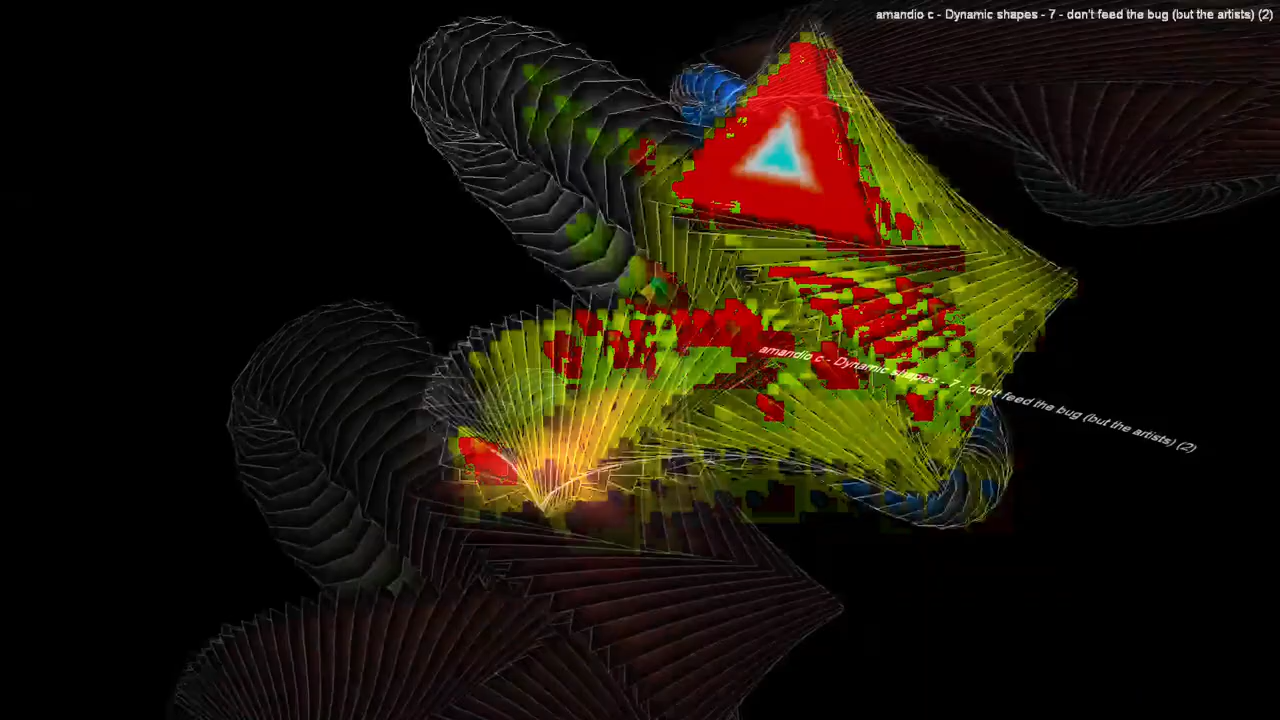 amandio c - Dynamic shapes - 7 - don't feed the bug (but the artists) (2)
amandio c - Dynamic shapes - 7 - don't feed the bug (but the artists) (2)